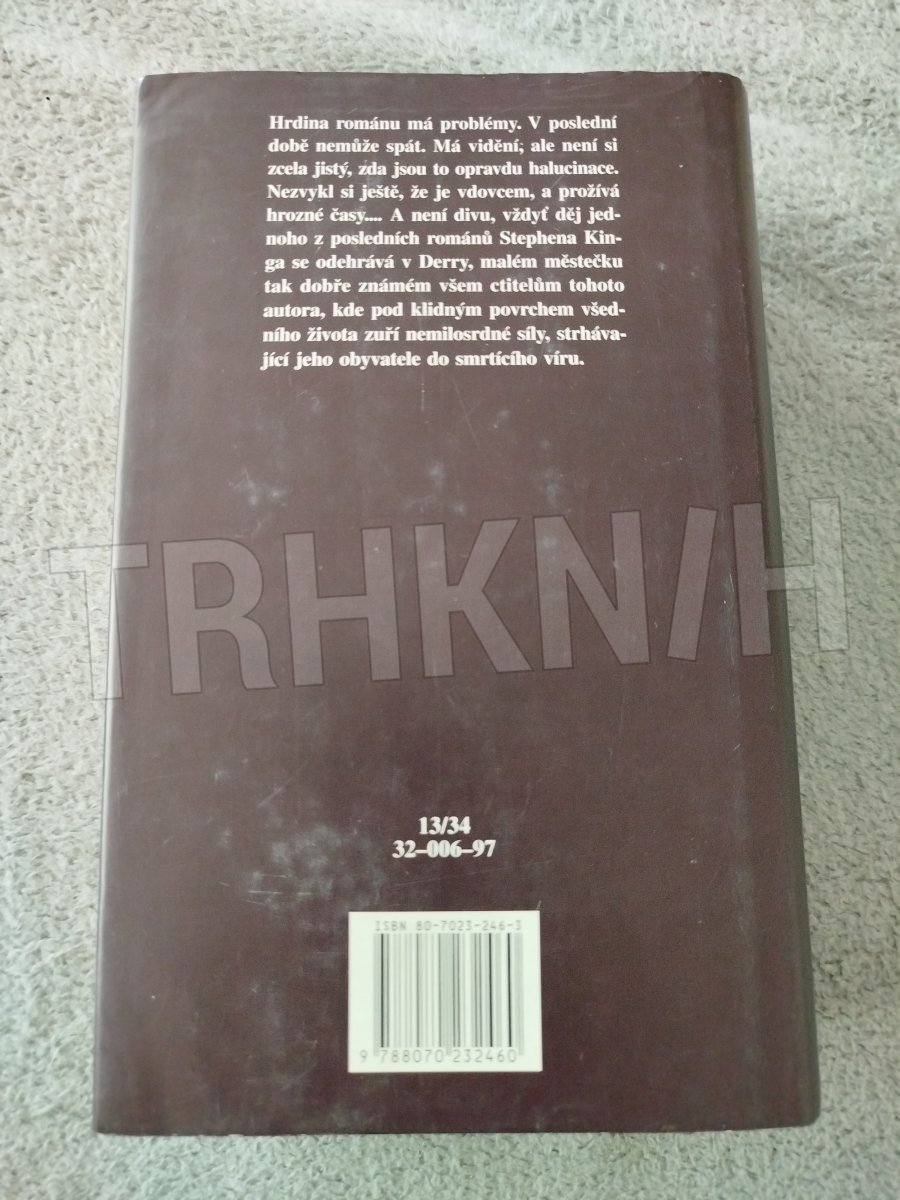 Hrdina románu má problémy. V poslední
době nemůže spát. Má vidění; ale není si
zcela jistý, zda jsou to opravdu halucinace.
Nezvykl si ještě, že je vdovcem, a prožívá
hrozné časy.... A není divu, vždyť děj jed-
noho z posledních románů Stephena Kin-
ga se odehrává v Derry, malém městečku
tak dobře známém všem ctitelům tohoto
autora, kde pod klidným povrchem všed-
ního života zuří nemilosrdné síly, strháva-
jící jeho obyvatele do smrtícího víru.
TRHKN/H
13/34
32–006–97
ISBN 80-7023-246-3
9 788070 232460